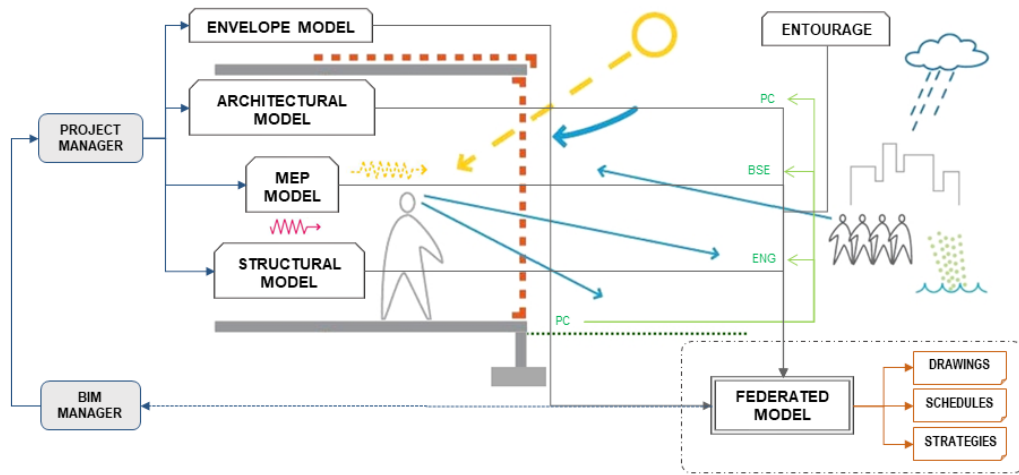 ENVELOPE MODEL
ENTOURAGE
ARCHITECTURAL
MODEL
PC
PROJECT
MANAGER
MEP
MODEL
BSE
STRUCTURAL
MODEL
ENG
PC
BIM
MANAGER
FEDERATED
MODEL
DRAWINGS
SCHEDULES
STRATEGIES